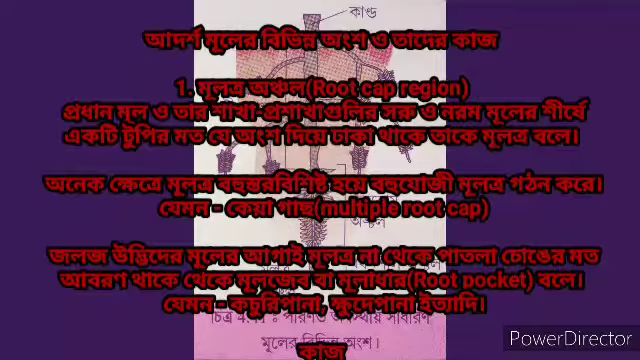 কাণ্ড
আদর্শ মূলের বিভিন্ন অংশ ও তাদের কাজ
1. মূলত্র অঞ্চল(Root cap region)
প্রধান মূল ও তার শাখা-প্রশাখাগুলির সরু ও নরম মূলের শীর্ষে
একটি টুপির মত যে অংশ দিয়ে ঢাকা থাকে তাকে মূলত্র বলে।
অনেক ক্ষেত্রে মূলত্র বহুস্তরবিশিষ্ট হয়ে বহুযোজী মূলত্র গঠন করে।
যেমন - কেয়া গাছ(multiple root cap)
জলজ উদ্ভিদের মূলের আগাই মূলত্র না থেকে পাতলা চোঙের মত
আবরণ থাকে থেকে মূলজেব বা মূলাধার(Root pocket) বলে।
যেমন - কচুরিপানা, ক্ষুদেপানা ইত্যাদি।
মূলের বিভিন্ন অংশ।
কাজ
PowerDirector